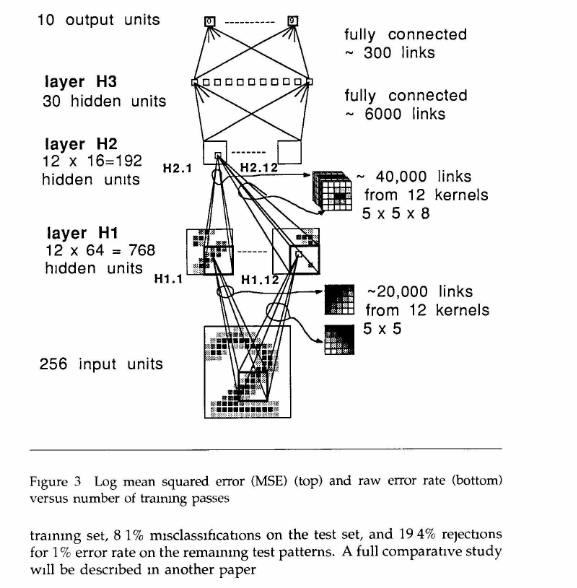 10 output units
0 9
fully connected
~ 300 links
layer H3
30 hidden units
fully connected
~ 6000 links
layer H2
12 x 16=192
hidden units
H2.1 H2.12
~ 40,000 links
from 12 kernels
5 x 5 x 8
layer H1
12 x 64 = 768
hidden units
H1.1 H1.12
~20,000 links
from 12 kernels
5 x 5
256 input units
Figure 3 Log mean squared error (MSE) (top) and raw error rate (bottom)
versus number of training passes
training set, 8 1% misclassifications on the test set, and 19 4% rejections
for 1% error rate on the remaining test patterns. A full comparative study
will be described in another paper